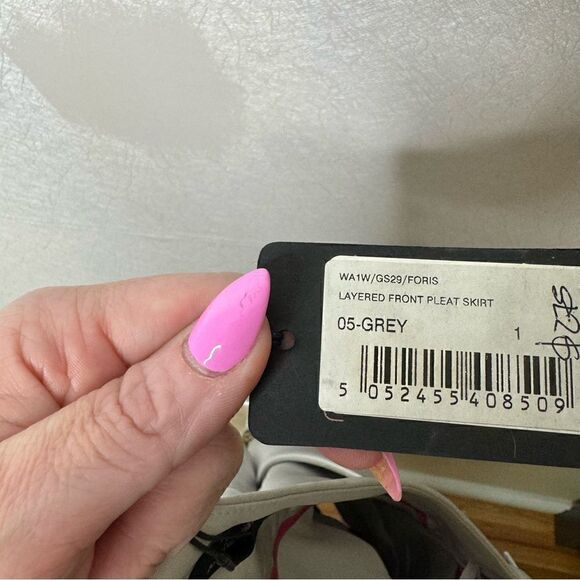 WA1W/GS29/FORIS
LAYERED FRONT PLEAT SKIRT
05-GREY 1
5 052455 408509